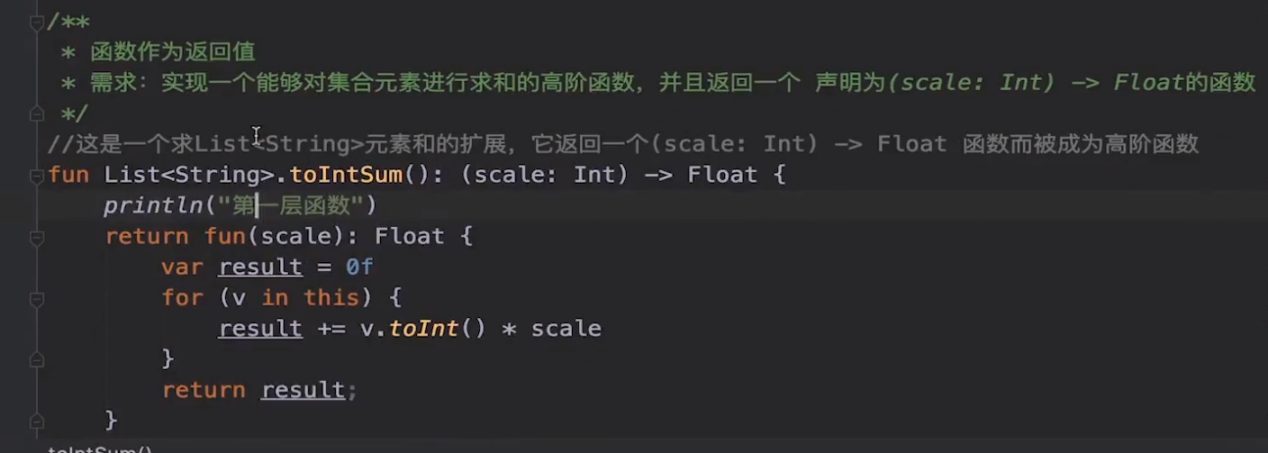 /**
* 函数作为返回值
* 需求：实现一个能够对集合元素进行求和的高阶函数，并且返回一个 声明为(scale: Int) -> Float的函数
*/
//这是一个求List<String>元素和的扩展，它返回一个(scale: Int) -> Float 函数而被成为高阶函数
fun List<String>.toIntSum(): (scale: Int) -> Float {
println("第一层函数")
return fun(scale): Float {
var result = 0f
for (v in this) {
result += v.toInt() * scale
}
return result;
}
toIntSum()